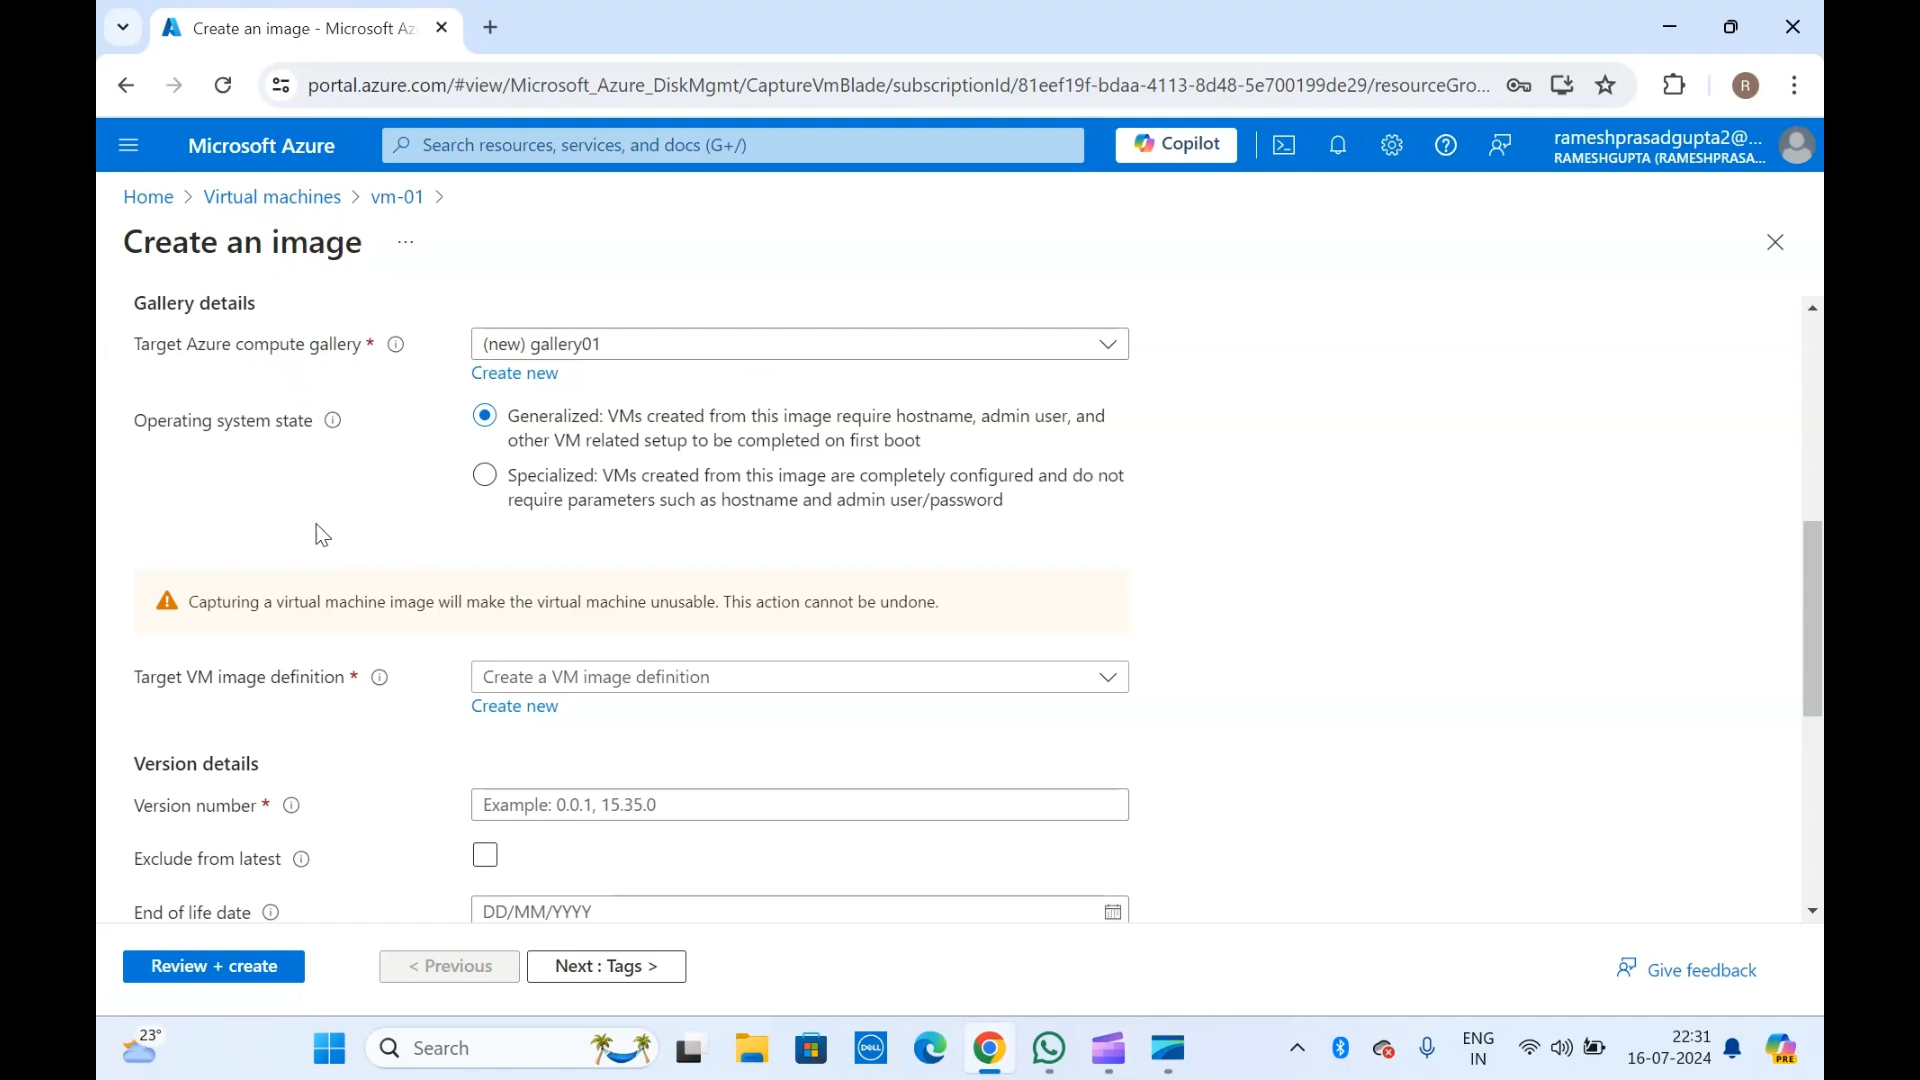 Create an image - Microsoft Az
portal.azure.com/#view/Microsoft_Azure_DiskMgmt/CaptureVmBlade/subscriptionId/81eef19f-bdaa-4113-8d48-5e700199de29/resourceGro...
R
Microsoft Azure
Search resources, services, and docs (G+/)
Copilot
rameshprasadgupta2@...
RAMESHGUPTA (RAMESHPRASA...
Home > Virtual machines > vm-01 >
Create an image ...
Gallery details
Target Azure compute gallery *
(new) gallery01
Create new
Operating system state
Generalized: VMs created from this image require hostname, admin user, and
other VM related setup to be completed on first boot
Specialized: VMs created from this image are completely configured and do not
require parameters such as hostname and admin user/password
Capturing a virtual machine image will make the virtual machine unusable. This action cannot be undone.
Target VM image definition *
Create a VM image definition
Create new
Version details
Version number *
Example: 0.0.1, 15.35.0
Exclude from latest
End of life date
DD/MM/YYYY
Review + create
< Previous
Next : Tags >
Give feedback
23°
Search
DELL
ENG
IN
22:31
16-07-2024
PRE